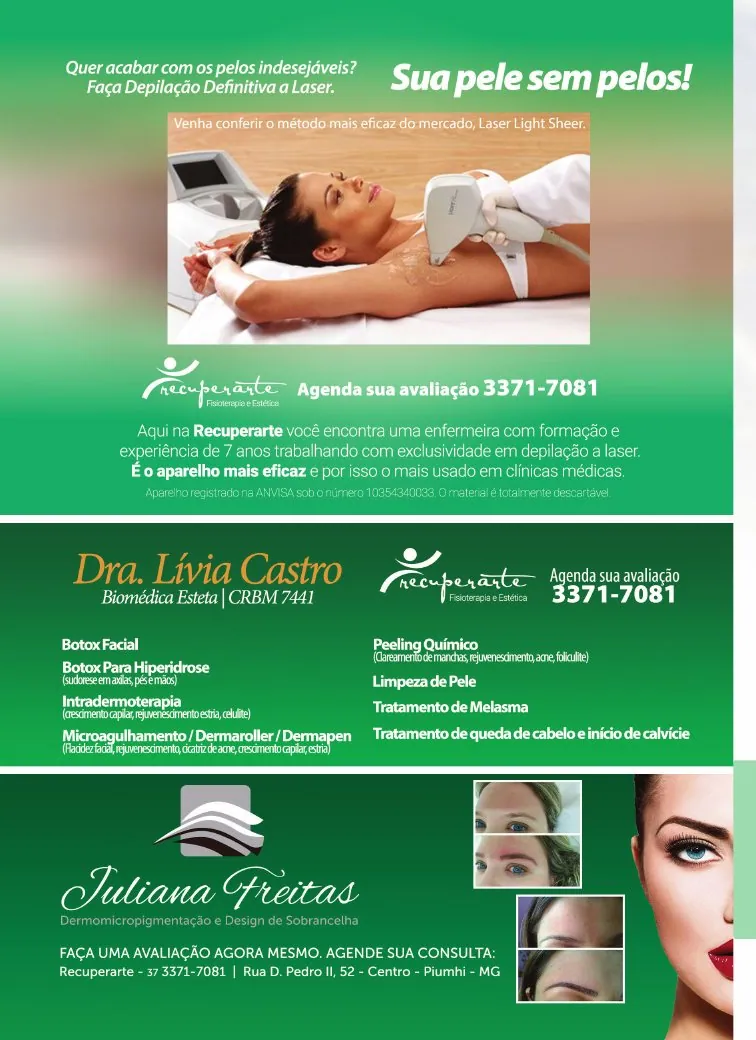 Quer acabar com os pelos indesejáveis?
Faça Depilação Definitiva a Laser.
Sua pele sem pelos!
Venha conferir o método mais eficaz do mercado, Laser Light Sheer.
recuperarte
Fisioterapia e Estética
Agenda sua avaliação 3371-7081
Aqui na Recuperarte você encontra uma enfermeira com formação e
experiência de 7 anos trabalhando com exclusividade em depilação a laser.
É o aparelho mais eficaz e por isso o mais usado em clínicas médicas.
Aparelho registrado na ANVISA sob o número 10354340033. O material é totalmente descartável.
Dra. Lívia Castro
Biomédica Esteta | CRBM 7441
recuperarte
Fisioterapia e Estética
Agenda sua avaliação
3371-7081
Botox Facial
Botox Para Hiperidrose
(sudorese em axilas, pés e mãos)
Intradermoterapia
(crescimento capilar, rejuvenescimento estria, celulite)
Microagulhamento / Dermaroller / Dermapen
(Flacidez facial, rejuvenescimento, cicatriz de acne, crescimento capilar, estria)
Peeling Químico
(Clareamento de manchas, rejuvenescimento, acne, foliculite)
Limpeza de Pele
Tratamento de Melasma
Tratamento de queda de cabelo e início de calvície
Juliana Freitas
Dermomicropigmentação e Design de Sobrancelha
FAÇA UMA AVALIAÇÃO AGORA MESMO. AGENDE SUA CONSULTA:
Recuperarte - 37 3371-7081 | Rua D. Pedro II, 52 - Centro - Piumhi - MG